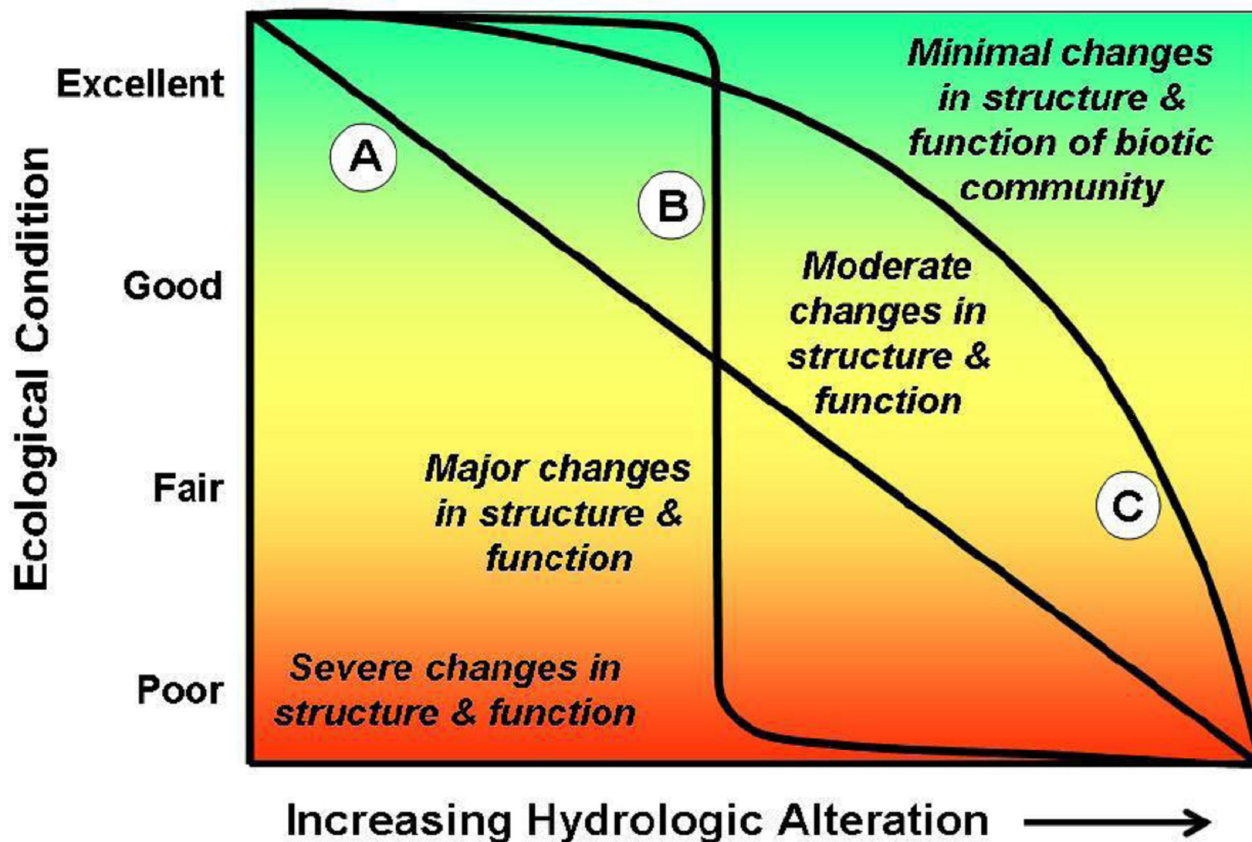 Ecological Condition
Excellent
Good
Fair
Poor
A
B
C
Minimal changes
in structure &
function of biotic
community
Moderate
changes in
structure &
function
Major changes
in structure &
function
Severe changes in
structure & function
Increasing Hydrologic Alteration